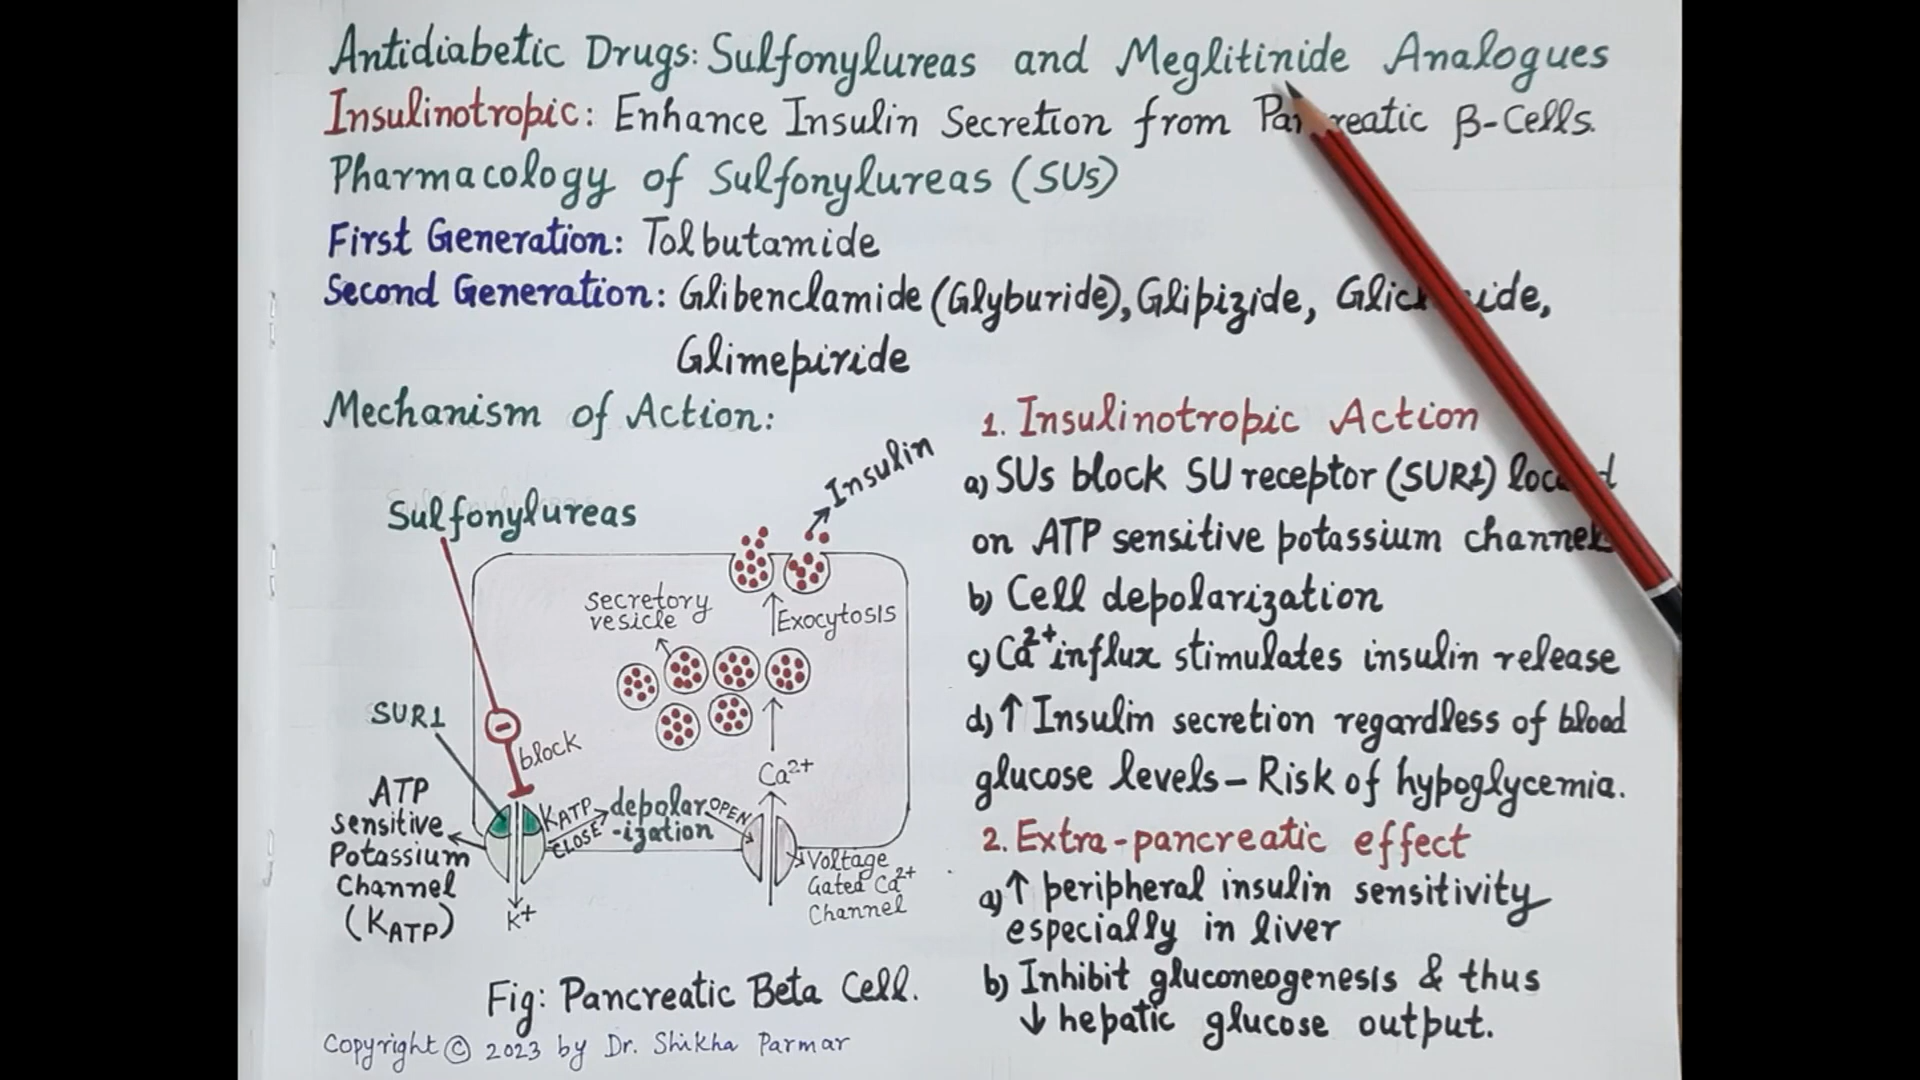 Antidiabetic Drugs: Sulfonylureas and Meglitinide Analogues
Insulinotropic: Enhance Insulin Secretion from β-Cells.
Pharmacology of Sulfonylureas (SUs)
First Generation: Tolbutamide
Second Generation: Glibenclamide (Glyburide), Glipizide,
Glimepiride
Mechanism of Action:
Insulin
Sulfonylureas
secretory
vesicle
Exocytosis
SUR1
block
Ca2+
ATP
sensitive
Potassium
Channel
(KATP)
KATP
CLOSE
depolar
-ization
OPEN
K+
Voltage
Gated Ca2+
Channel
Fig: Pancreatic Beta Cell.
1. Insulinotropic Action
a) SUs block SU receptor (SUR1)
on ATP sensitive potassium channel
b) Cell depolarization
c) Ca2+ influx stimulates insulin release
d) ↑ Insulin secretion regardless of blood
glucose levels – Risk of hypoglycemia.
2. Extra-pancreatic effect
a) ↑ peripheral insulin sensitivity
especially in liver
b) Inhibit gluconeogenesis & thus
↓ hepatic glucose output.
Copyright © 2023 by Dr. Shikha Parmar